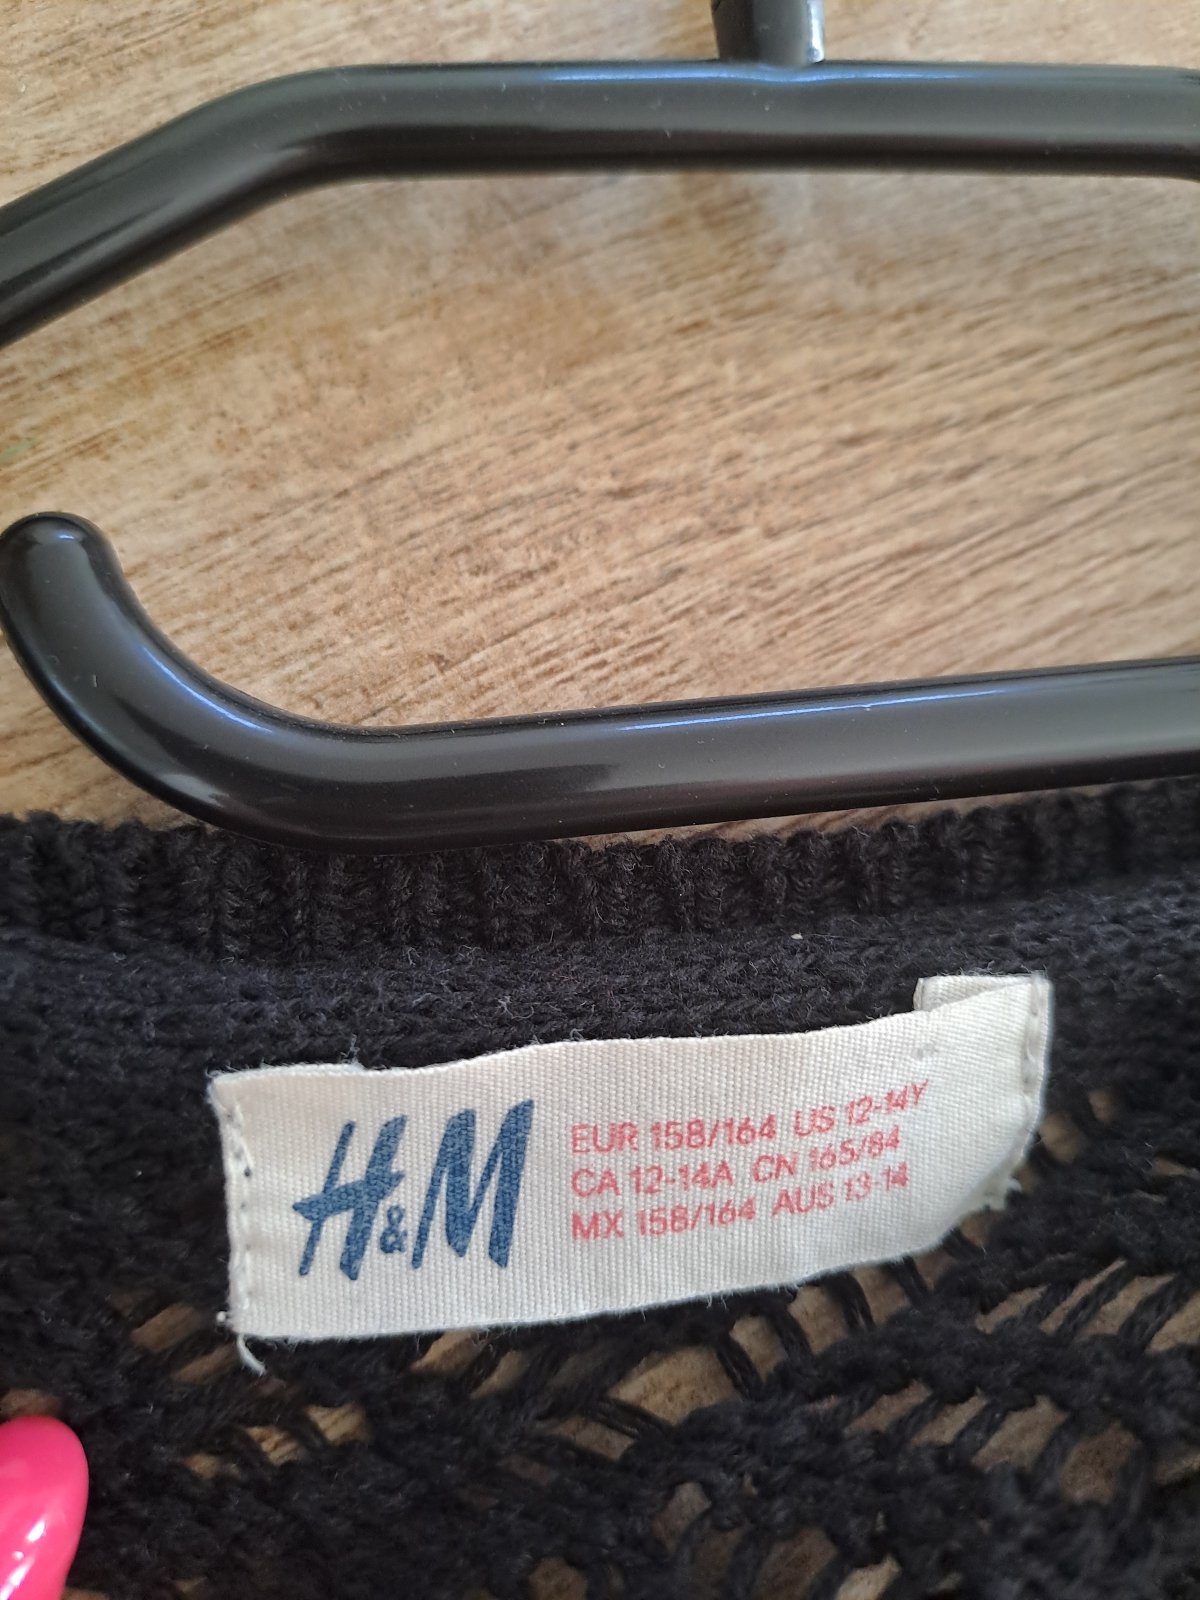 H&M
EUR 158/164 US 12-14Y
CA 12-14A CN 165/84
MX 158/164 AUS 13-14